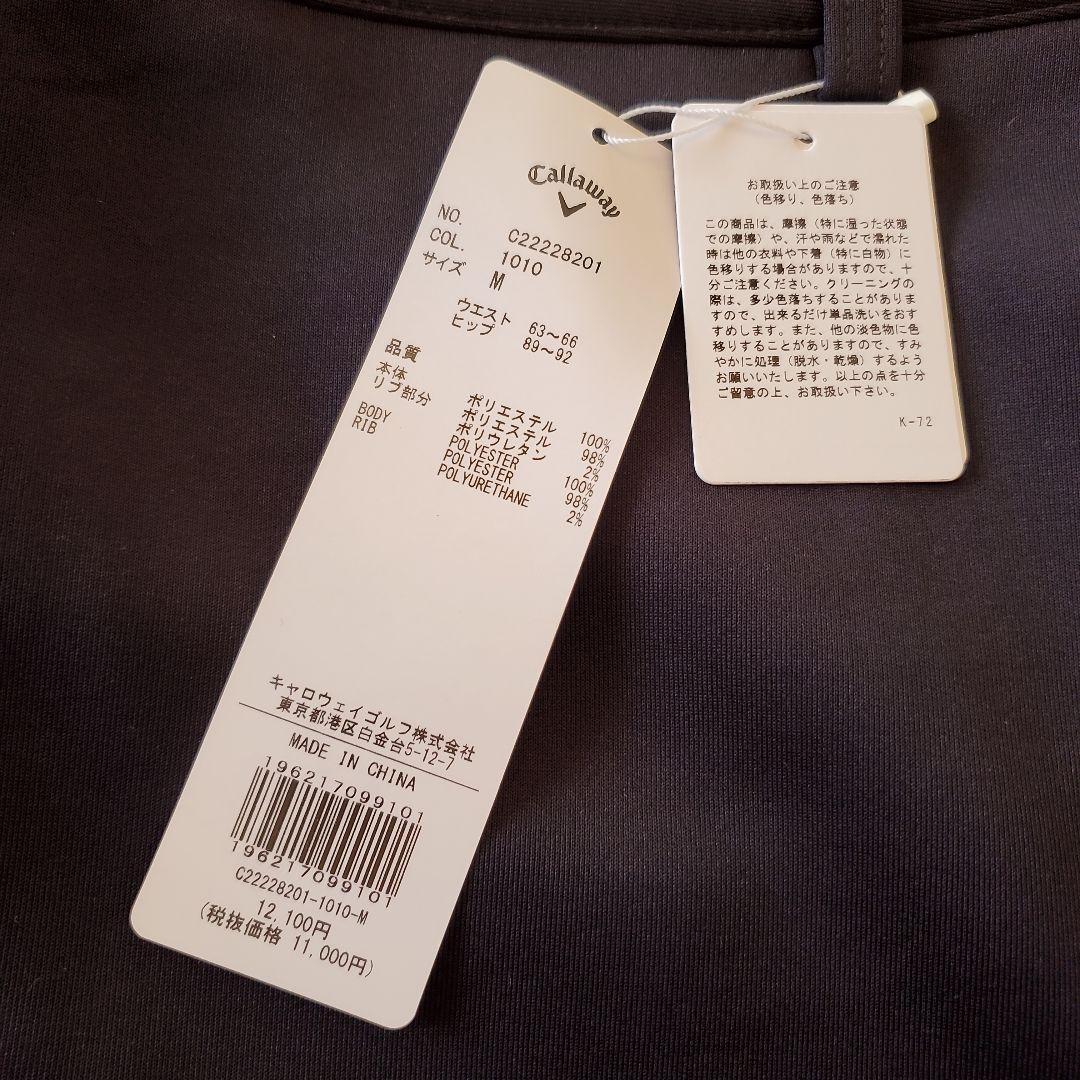 Callaway
NO. C22228201
COL. 1010
サイズ M
ウエスト 63〜66
ヒップ 89〜92
品質
本体 ポリエステル 100%
リブ部分 ポリエステル 98%
ポリウレタン 2%
BODY POLYESTER 100%
RIB POLYESTER 98%
POLYURETHANE 2%
キャロウェイゴルフ株式会社
東京都港区白金台5-12-7
MADE IN CHINA
196217099101
196217099101
C22228201-1010-M
12,100円
(税抜価格 11,000円)
お取扱い上のご注意
(色移り、色落ち)
この商品は、摩擦(特に湿った状態
での摩擦)や、汗や雨などで濡れた
時は他の衣料や下着(特に白物)に
色移りする場合がありますので、十
分ご注意ください。クリーニングの
際は、多少色落ちすることがありま
すので、出来るだけ単品洗いをおす
すめします。また、他の淡色物に色
移りすることがありますので、すみ
やかに処理(脱水・乾燥)するよう
お願いいたします。以上の点を十分
ご留意の上、お取扱い下さい。
K-72